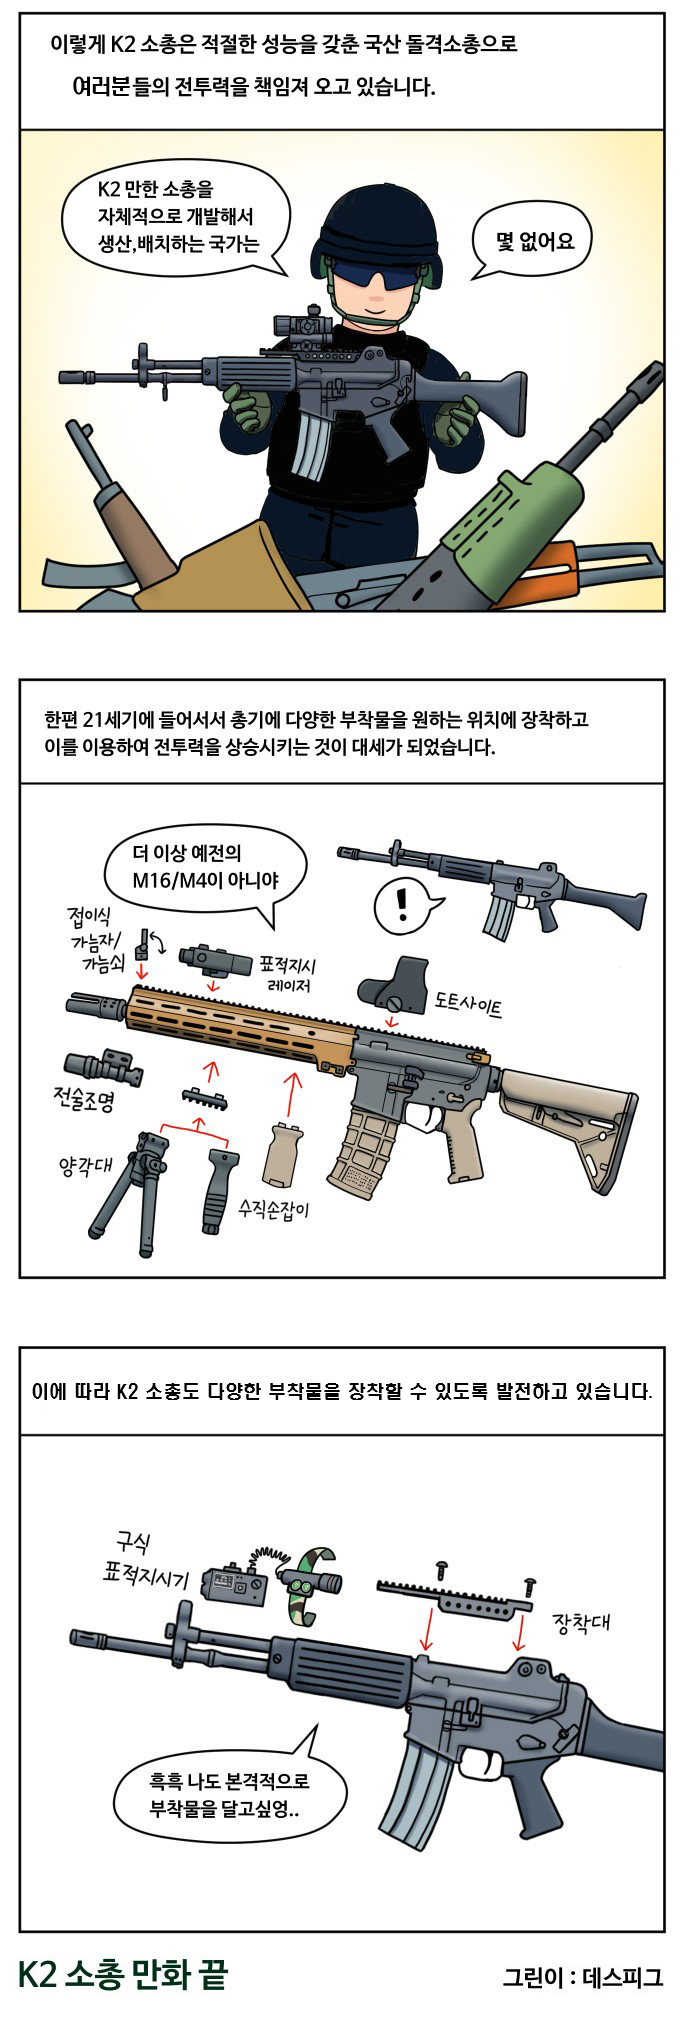 이렇게 K2 소총은 적절한 성능을 갖춘 국산 돌격소총으로
여러분들의 전투력을 책임져 오고 있습니다.
K2 만한 소총을
자체적으로 개발해서
생산,배치하는 국가는
몇 없어요
한편 21세기에 들어서서 총기에 다양한 부착물을 원하는 위치에 장착하고
이를 이용하여 전투력을 상승시키는 것이 대세가 되었습니다.
더 이상 예전의
M16/M4이 아니야
!
접이식
가늠자/
가늠쇠
표적지시
레이저
도트사이트
전술조명
양각대
수직손잡이
이에 따라 K2 소총도 다양한 부착물을 장착할 수 있도록 발전하고 있습니다.
구식
표적지시기
장착대
흑흑 나도 본격적으로
부착물을 달고싶엉..
K2 소총 만화 끝
그린이 : 데스피그